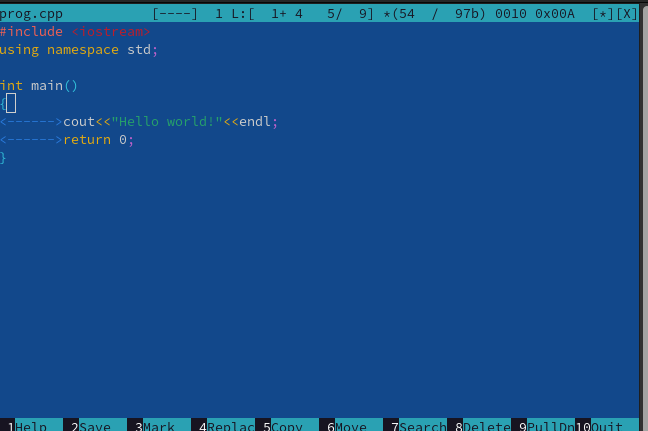 prog.cpp [----] 1 L:[ 1+ 4 5/ 9] *(54 / 97b) 0010 0x00A [*][X]
#include <iostream>
using namespace std;
int main()
{
<------>cout<<"Hello world!"<<endl;
<------>return 0;
}
1Help 2Save 3Mark 4Replac 5Copy 6Move 7Search 8Delete 9PullDn 10Quit